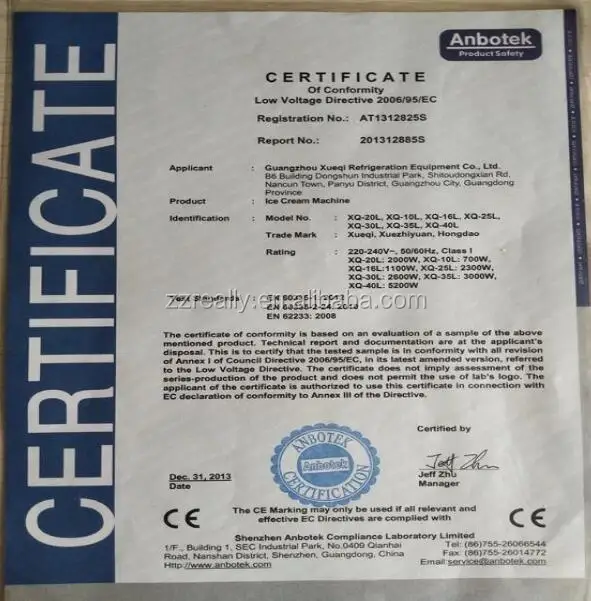 CERTIFICATE
Anbotek
Product Safety
CERTIFICATE
Of Conformity
Low Voltage Directive 2006/95/EC
Registration No.: AT1312825S
Report No.: 201312885S
Applicant : Guangzhou Xueqi Refrigeration Equipment Co., Ltd.
B6 Building Dongshun Industrial Park, Shitoudongxian Rd,
Nancun Town, Panyu District, Guangzhou City, Guangdong
Province
Product : Ice Cream Machine
Identification : Model No. : XQ-20L, XQ-10L, XQ-16L, XQ-25L,
XQ-30L, XQ-35L, XQ-40L
Trade Mark : Xueqi, Xuezhiyuan, Hongdao
Rating : 220-240V~, 50/60Hz, Class I
XQ-20L: 2000W, XQ-10L: 700W,
XQ-16L:1100W, XQ-25L: 2300W,
XQ-30L: 2600W, XQ-35L: 3000W,
XQ-40L: 5200W
Test Standards : EN
EN
EN 62233: 2008
The certificate of conformity is based on an evaluation of a sample of the above
mentioned product. Technical report and documentation are at the applicant's
disposal. This is to certify that the tested sample is in conformity with all revision
of Annex I of Council Directive 2006/95/EC, in its latest amended version, referred
to the Low Voltage Directive. The certificate does not imply assessment of the
series-production of the product and does not permit the use of lab's logo. The
applicant of the certificate is authorized to use this certificate in connection with
EC declaration of conformity to Annex III of the Directive.
Certified by
ANBOTEK
Anbotek
CERTIFICATION
Jeff Zhu
Jeff Zhu
Manager
Dec. 31, 2013
Date
CE
The CE Marking may only be used if all relevant and
effective EC Directives are complied with
CE
Shenzhen Anbotek Compliance Laboratory Limited
1/F., Building 1, SEC Industrial Park, No.0409 Qianhai
Road, Nanshan District, Shenzhen, Guangdong, China
Http://www.anbotek.com
Tel: (86)755-26066544
Fax: (86)755-26014772
Email:service@anbotek.com